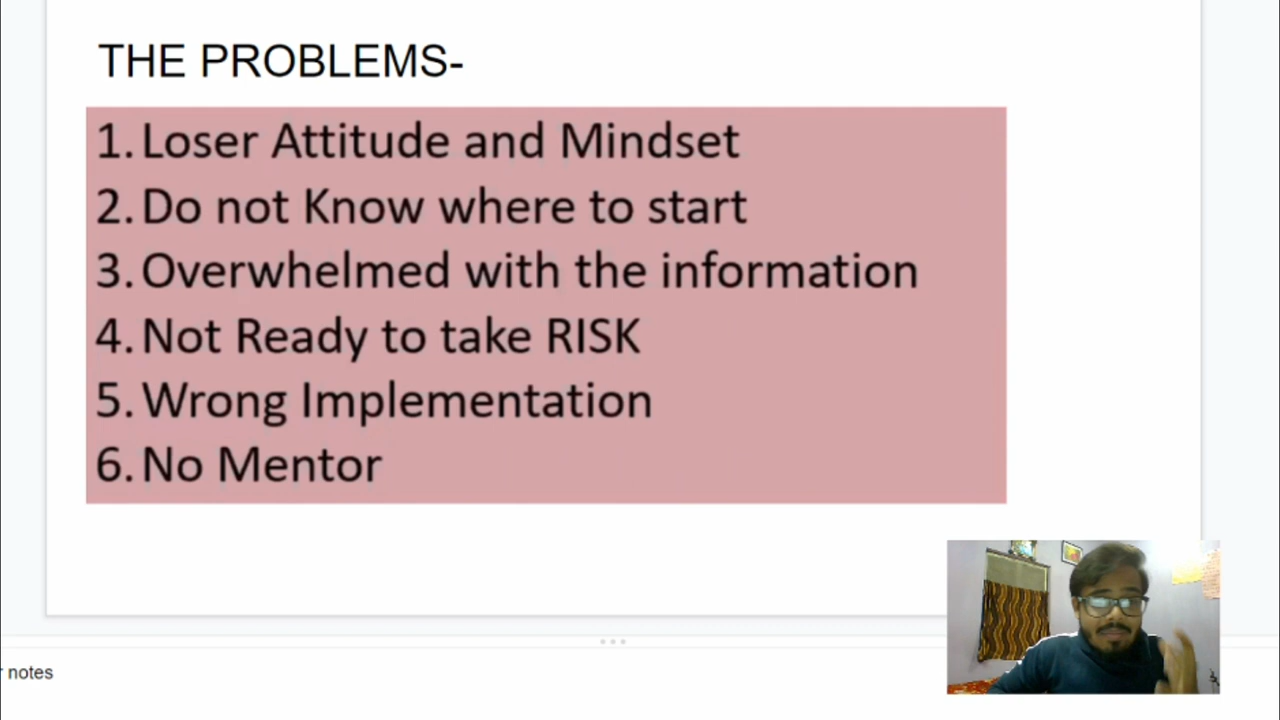 THE PROBLEMS-
1. Loser Attitude and Mindset
2. Do not Know where to start
3. Overwhelmed with the information
4. Not Ready to take RISK
5. Wrong Implementation
6. No Mentor
notes